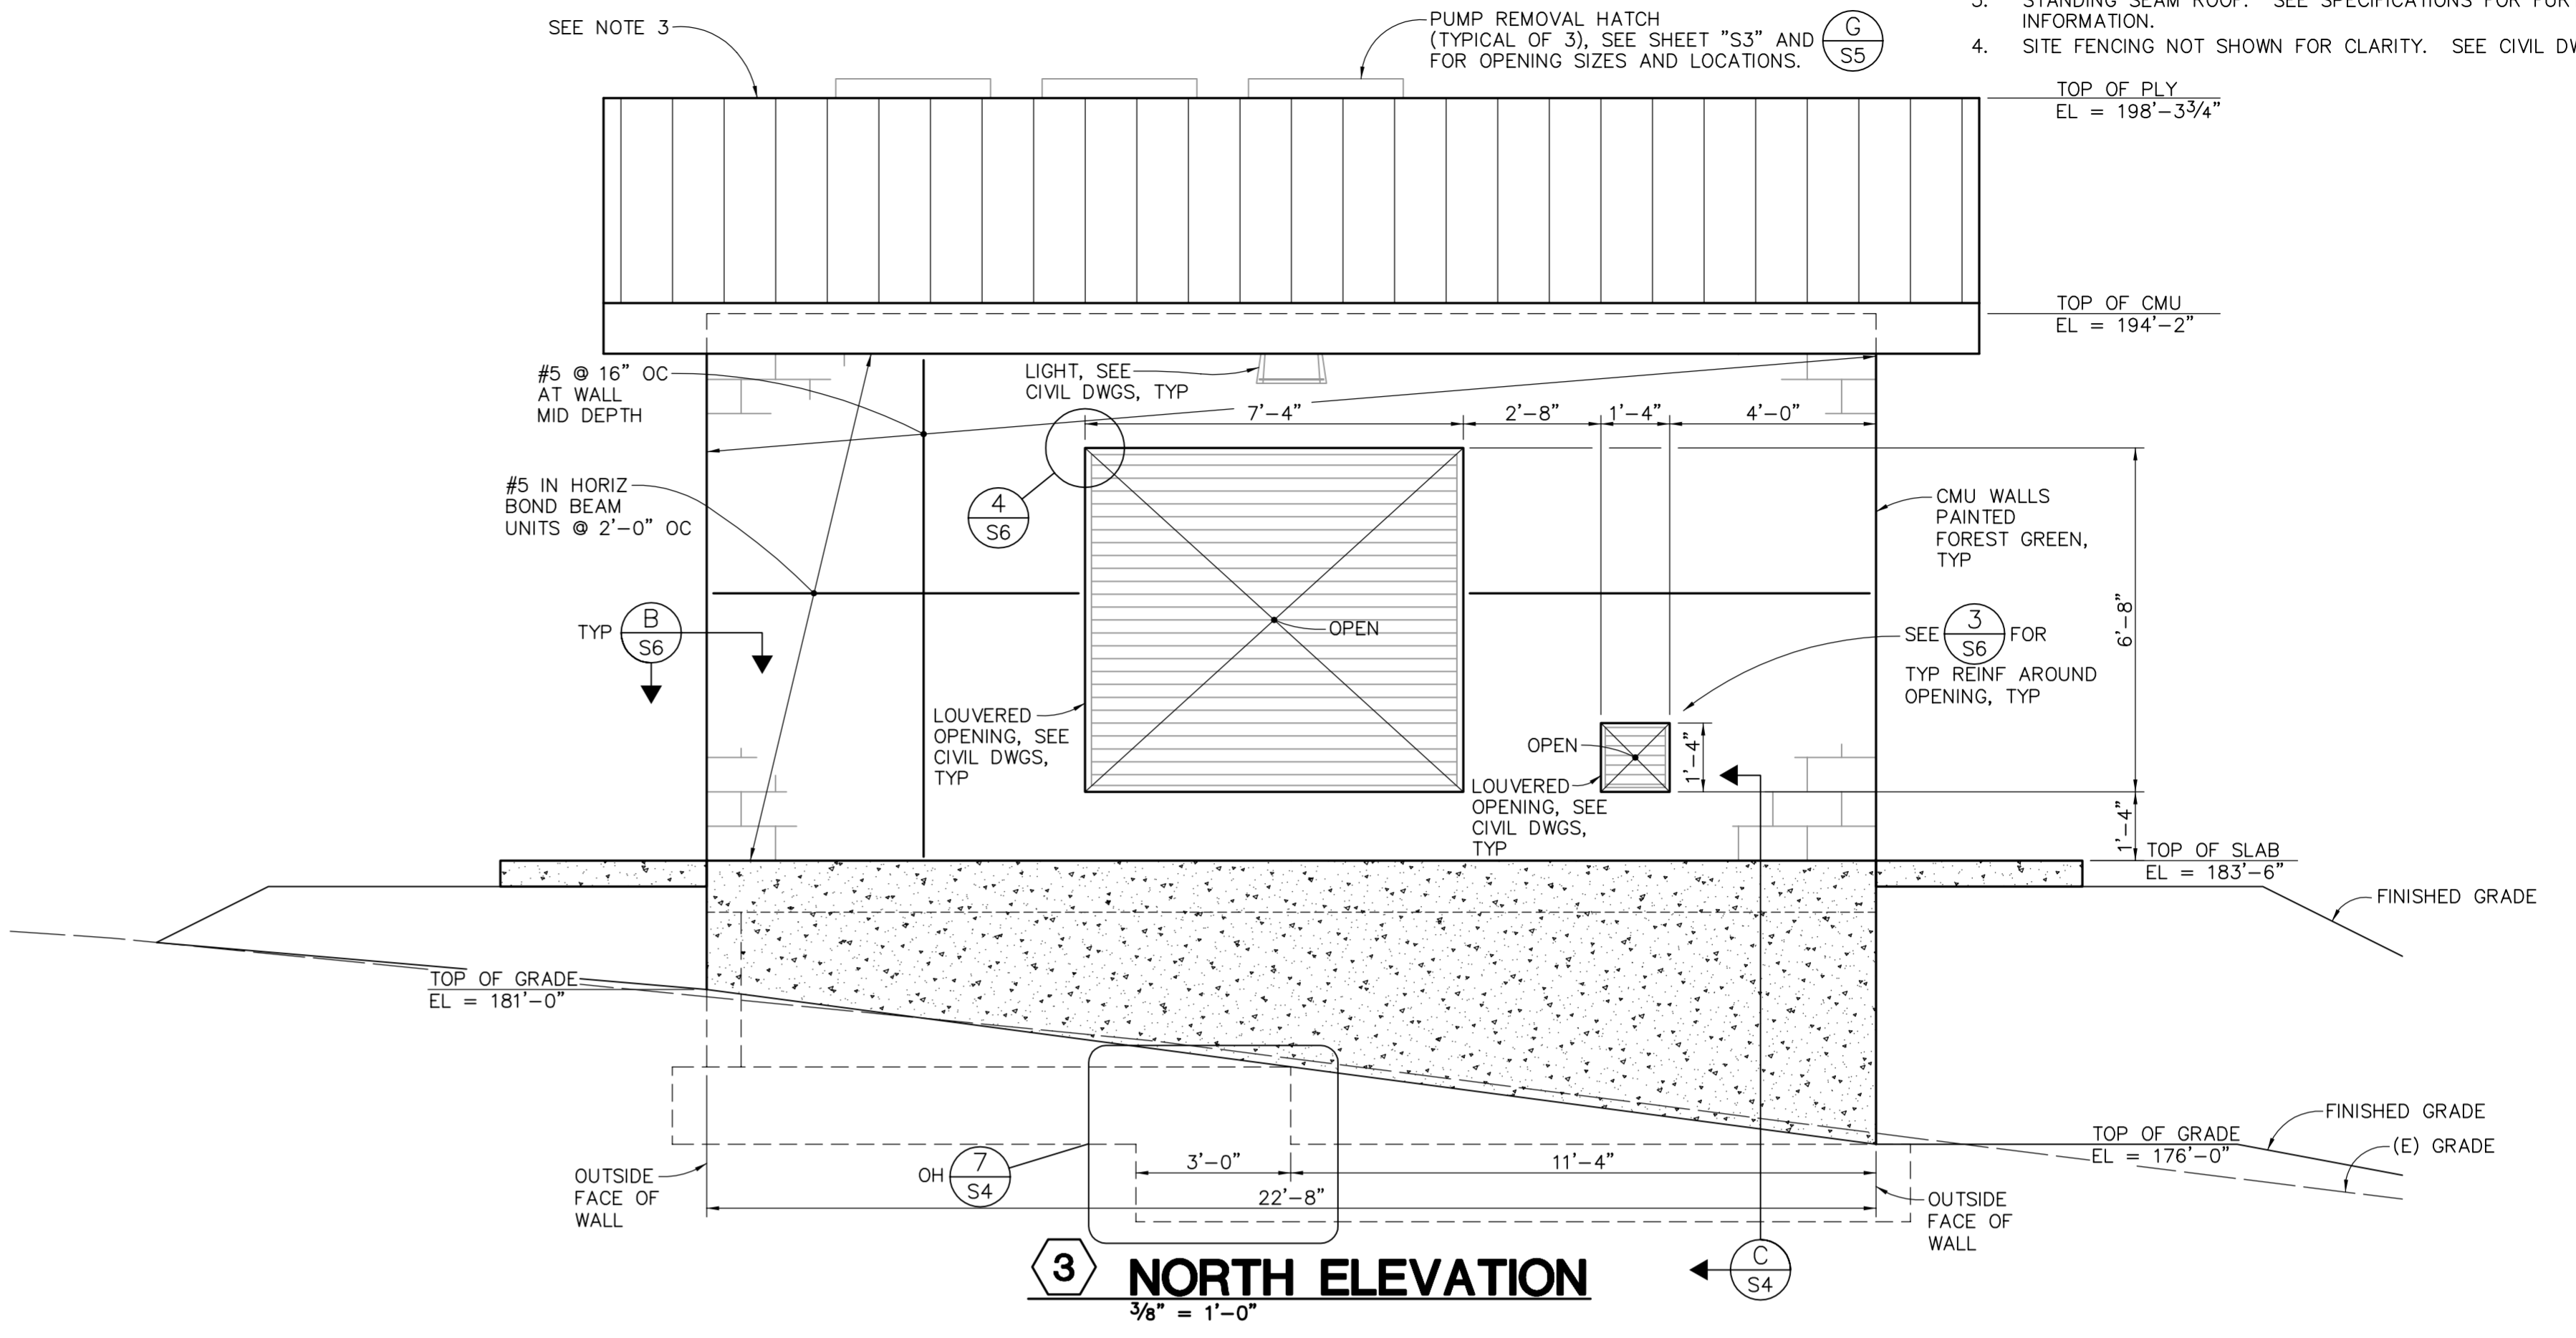 SEE NOTE 3
PUMP REMOVAL HATCH
(TYPICAL OF 3), SEE SHEET "S3" AND
FOR OPENING SIZES AND LOCATIONS.
G
S5
3. STANDING SEAM ROOF. SEE SPECIFICATIONS FOR
INFORMATION.
4. SITE FENCING NOT SHOWN FOR CLARITY. SEE CIVIL
TOP OF PLY
EL = 198'-3¾"
TOP OF CMU
EL = 194'-2"
#5 @ 16" OC
AT WALL
MID DEPTH
LIGHT, SEE
CIVIL DWGS, TYP
7'-4"
2'-8"
1'-4"
4'-0"
#5 IN HORIZ
BOND BEAM
UNITS @ 2'-0" OC
4
S6
CMU WALLS
PAINTED
FOREST GREEN,
TYP
TYP
B
S6
OPEN
SEE
3
S6
FOR
TYP REINF AROUND
OPENING, TYP
6'-8"
LOUVERED
OPENING, SEE
CIVIL DWGS,
TYP
OPEN
1'-4"
LOUVERED
OPENING, SEE
CIVIL DWGS,
TYP
1'-4"
TOP OF SLAB
EL = 183'-6"
FINISHED GRADE
TOP OF GRADE
EL = 181'-0"
FINISHED GRADE
(E) GRADE
TOP OF GRADE
EL = 176'-0"
OUTSIDE
FACE OF
WALL
OH
7
S4
3'-0"
11'-4"
22'-8"
OUTSIDE
FACE OF
WALL
C
S4
3 NORTH ELEVATION
3/8" = 1'-0"